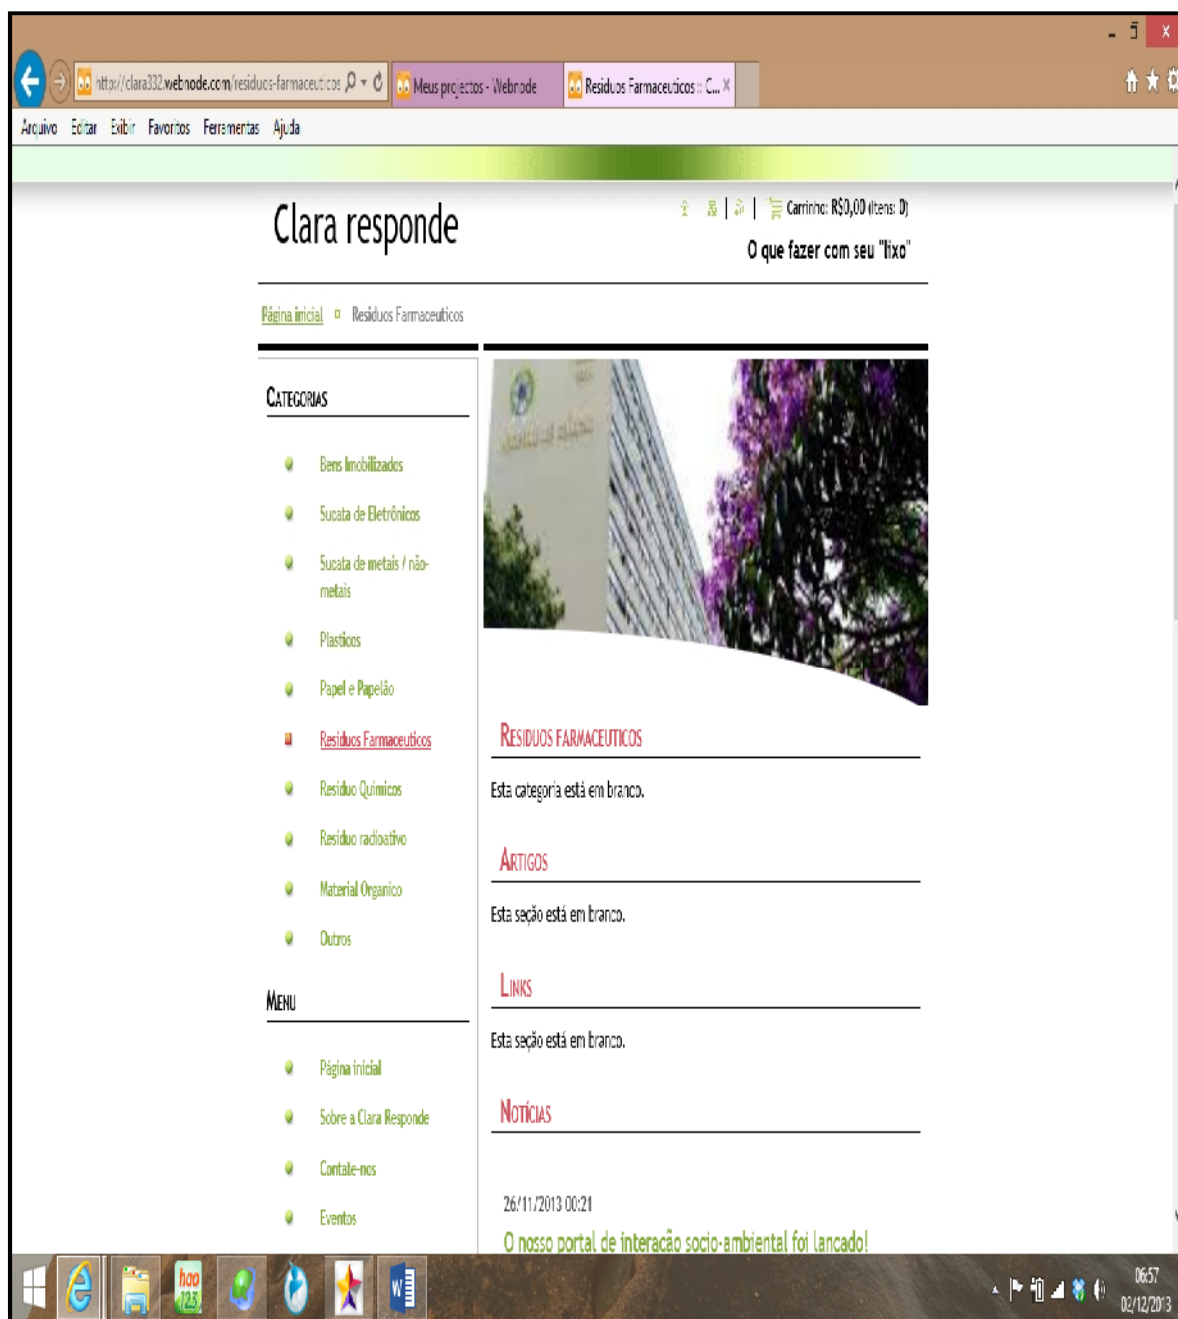 http://clara332.webnode.com/residuos-farmaceuticos
Meus projectos - Webnode
Residuos Farmaceuticos :: C...
Arquivo Editar Exibir Favoritos Ferramentas Ajuda
Clara responde
Carrinho: R$0,00 (Itens: 0)
O que fazer com seu "lixo"
Página inicial Residuos Farmaceuticos
CATEGORIAS
Bens Imobilizados
Sucata de Eletrônicos
Sucata de metais / não-
metais
Plasticos
Papel e Papelão
Residuos Farmaceuticos
Residuo Quimicos
Residuo radioativo
Material Organico
Outros
MENU
Página inicial
Sobre a Clara Responde
Contate-nos
Eventos
RESIDUOS FARMACEUTICOS
Esta categoria está em branco.
ARTIGOS
Esta seção está em branco.
LINKS
Esta seção está em branco.
NOTÍCIAS
26/11/2013 00:21
O nosso portal de interação socio-ambiental foi lançado!
hao
123
06:57
02/12/2013